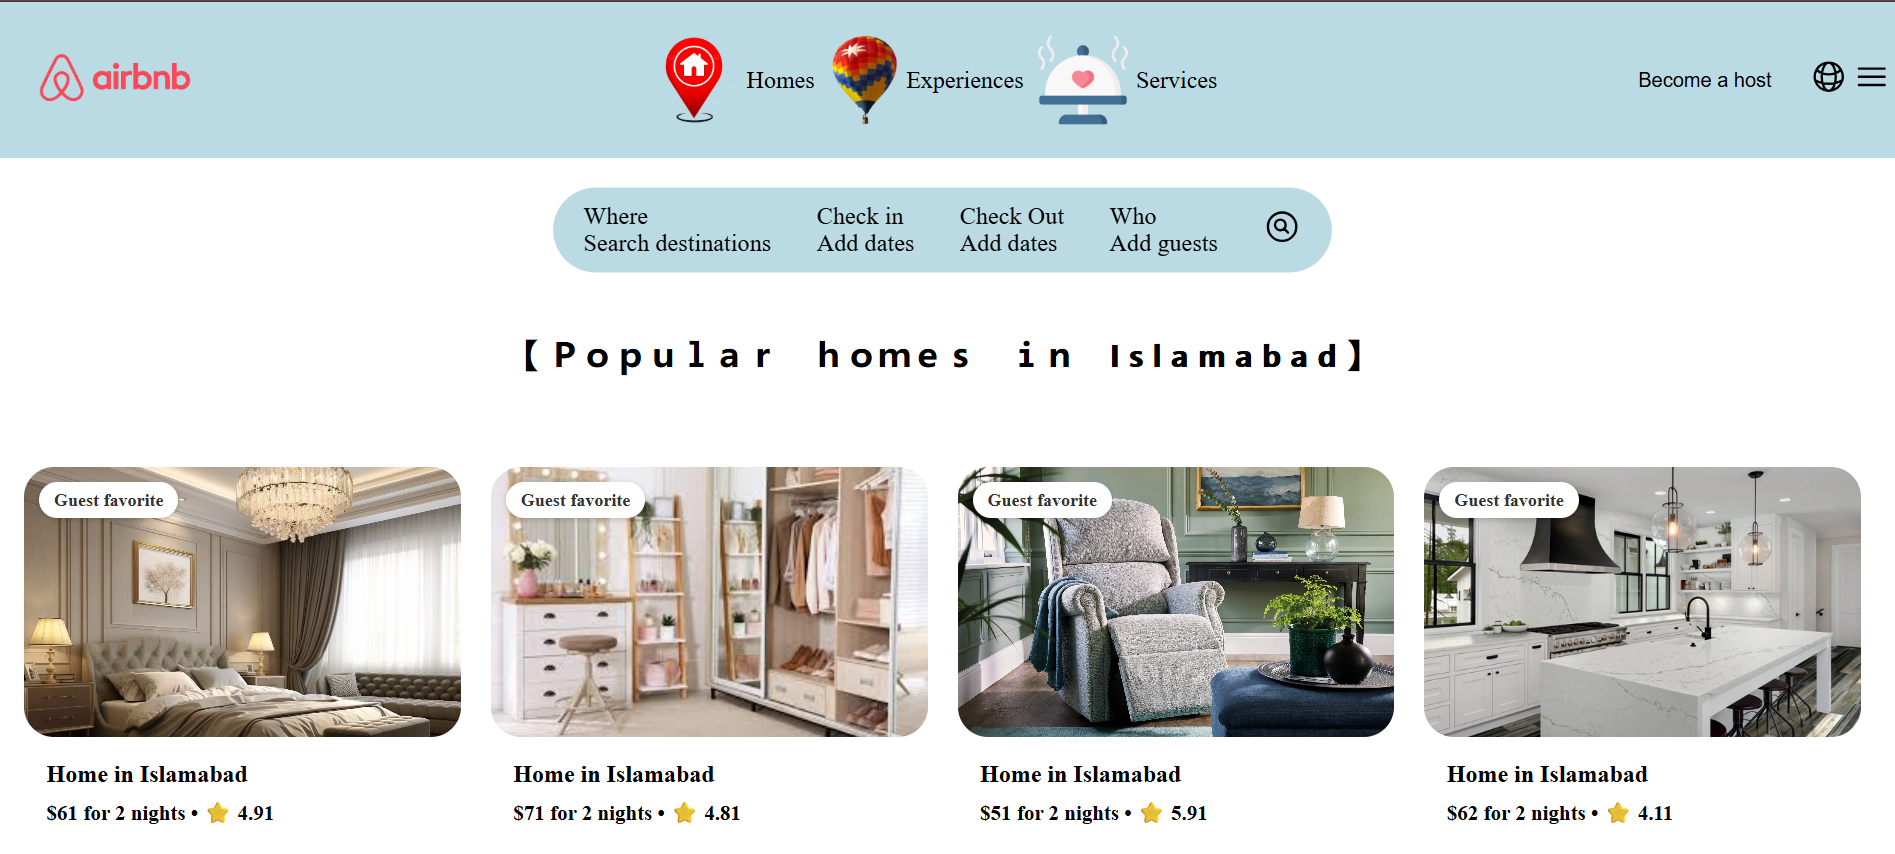 airbnb
Homes
Experiences
Services
Become a host
Where
Search destinations
Check in
Add dates
Check Out
Add dates
Who
Add guests
【Popular homes in Islamabad】
Guest favorite
Guest favorite
Guest favorite
Guest favorite
Home in Islamabad
$61 for 2 nights • ⭐ 4.91
Home in Islamabad
$71 for 2 nights • ⭐ 4.81
Home in Islamabad
$51 for 2 nights • ⭐ 5.91
Home in Islamabad
$62 for 2 nights • ⭐ 4.11